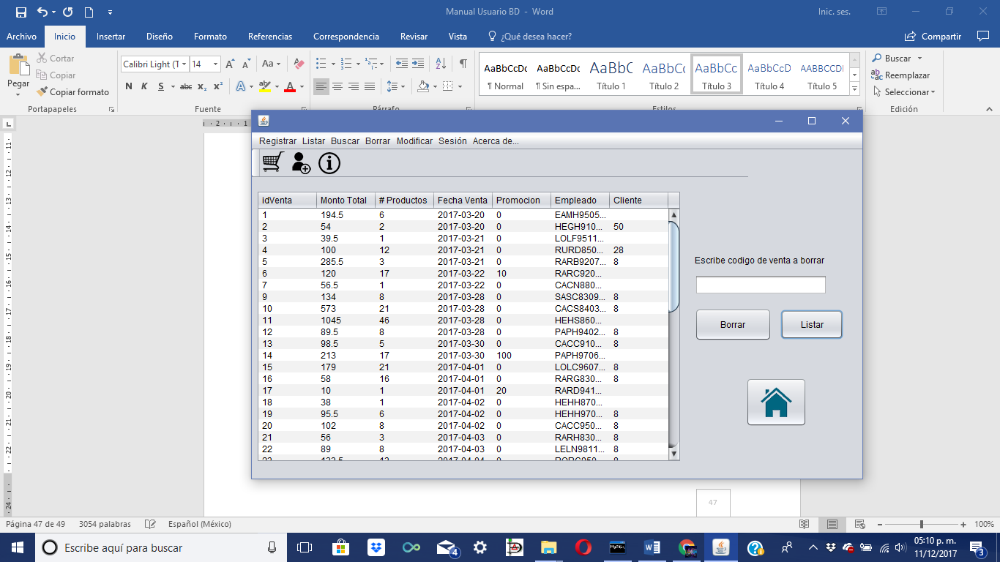 Manual Usuario BD - Word
Inic. ses.
Archivo Inicio Insertar Diseño Formato Referencias Correspondencia Revisar Vista ¿Qué desea hacer? Compartir
Pegar
Cortar
Copiar
Copiar formato
Portapapeles
Calibri Light (T 14
N K S abc x₂ x²
Fuente
Párrafo
AaBbCcDc AaBbCcDc AaBbC AaBbCc AaBbCc AaBbCcD AABBCCDI
¶ Normal ¶ Sin espa... Título 1 Título 2 Título 3 Título 4 Título 5
Estilos
Buscar
Reemplazar
Seleccionar
Edición
Registrar Listar Buscar Borrar Modificar Sesión Acerca de...
idVenta Monto Total # Productos Fecha Venta Promocion Empleado Cliente
1 194.5 6 2017-03-20 0 EAMH9505...
2 54 2 2017-03-20 0 HEGH910... 50
3 39.5 1 2017-03-21 0 LOLF9511...
4 100 12 2017-03-21 0 RURD850... 28
5 285.5 3 2017-03-21 0 RARB9207... 8
6 120 17 2017-03-22 10 RARC920...
7 56.5 1 2017-03-22 0 CACN880...
9 134 8 2017-03-28 0 SASC8309... 8
10 573 21 2017-03-28 0 CACS8403... 8
11 1045 46 2017-03-28 0 HEHS860...
12 89.5 8 2017-03-28 0 PAPH9402... 8
13 98.5 5 2017-03-30 0 CACC910... 8
14 213 17 2017-03-30 100 PAPH9706...
15 179 21 2017-04-01 0 LOLC9607... 8
16 58 16 2017-04-01 0 RARG830... 8
17 10 1 2017-04-01 20 RARD941...
18 38 1 2017-04-02 0 HEHH870...
19 95.5 6 2017-04-02 0 HEHH970... 8
20 102 8 2017-04-02 0 CACC950... 8
21 56 3 2017-04-03 0 RARH830... 8
22 89 8 2017-04-03 0 LELN9811... 8
Escribe codigo de venta a borrar
Borrar Listar
47
Página 47 de 49 3054 palabras Español (México) 100%
Escribe aquí para buscar
05:10 p. m.
11/12/2017